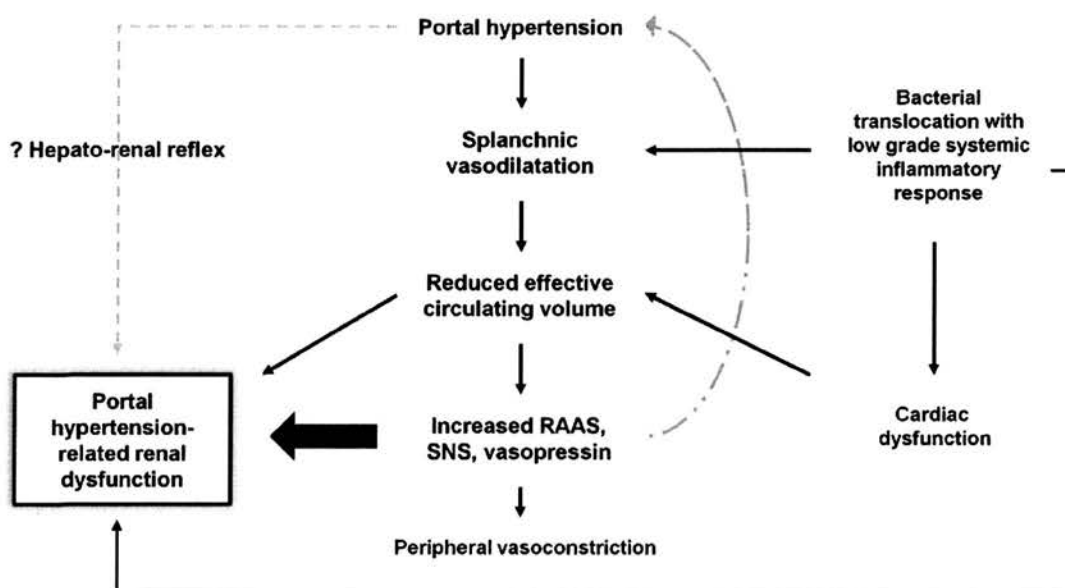 Portal hypertension
Bacterial
translocation with
low grade systemic
inflammatory
response
? Hepato-renal reflex
Splanchnic
vasodilatation
Reduced effective
circulating volume
Portal
hypertension-
related renal
dysfunction
Increased RAAS,
SNS, vasopressin
Cardiac
dysfunction
Peripheral vasoconstriction